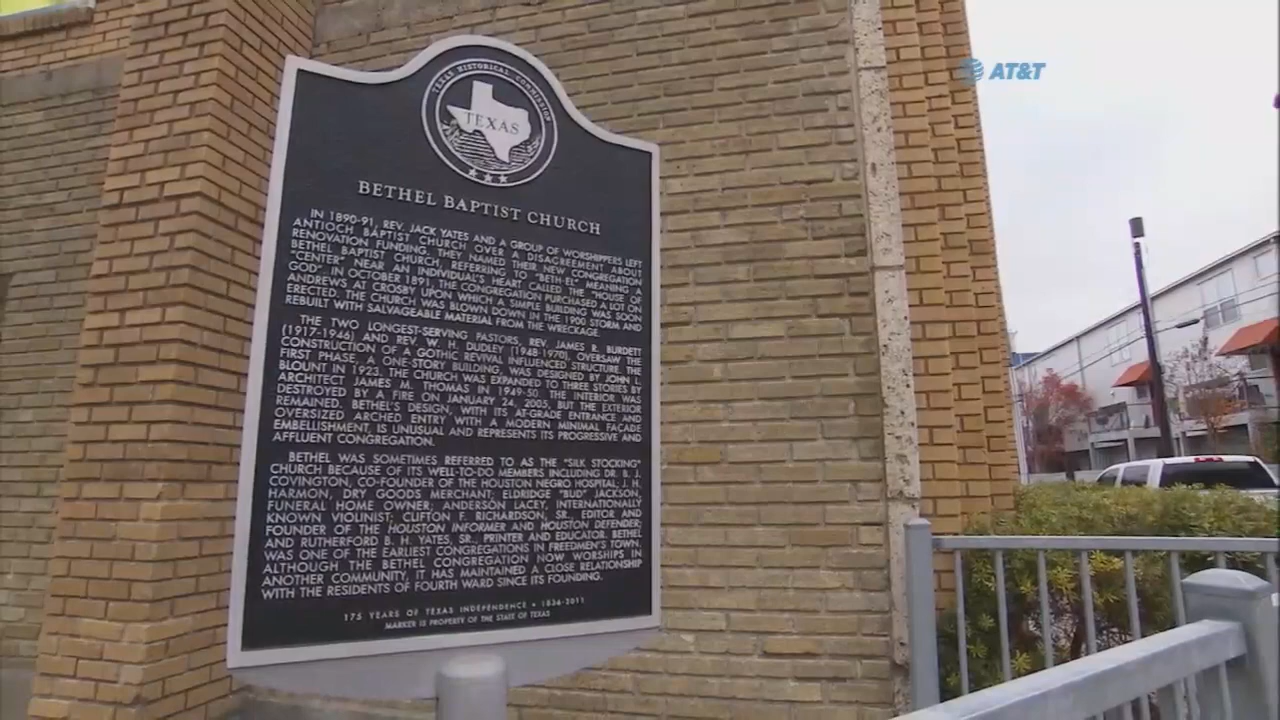 AT&T
TEXAS HISTORICAL COMMISSION
TEXAS
BETHEL BAPTIST CHURCH
IN 1890-91, REV. JACK YATES AND A GROUP OF WORSHIPPERS LEFT
ANTIOCH BAPTIST CHURCH OVER A DISAGREEMENT ABOUT
RENOVATION FUNDING. THEY NAMED THEIR NEW CONGREGATION
BETHEL BAPTIST CHURCH, REFERRING TO "BETH-EL" MEANING A
"CENTER" NEAR AN INDIVIDUAL'S HEART CALLED THE "HOUSE OF
GOD". IN OCTOBER 1891, THE CONGREGATION PURCHASED A LOT ON
ANDREWS AT CROSBY UPON WHICH A SIMPLE BUILDING WAS SOON
ERECTED. THE CHURCH WAS BLOWN DOWN IN THE 1900 STORM AND
REBUILT WITH SALVAGEABLE MATERIAL FROM THE WRECKAGE.
THE TWO LONGEST-SERVING PASTORS, REV. JAMES R. BURDETT
(1917-1946) AND REV. W. H. DUDLEY (1948-1970), OVERSAW THE
CONSTRUCTION OF A GOTHIC REVIVAL INFLUENCED STRUCTURE. THE
FIRST PHASE, A ONE-STORY BUILDING, WAS DESIGNED BY JOHN L.
BLOUNT IN 1923. THE CHURCH WAS EXPANDED TO THREE STORIES BY
ARCHITECT JAMES M. THOMAS IN 1949-50. THE INTERIOR WAS
DESTROYED BY A FIRE ON JANUARY 24, 2005, BUT THE EXTERIOR
REMAINED. BETHEL'S DESIGN, WITH ITS AT-GRADE ENTRANCE AND
OVERSIZED ARCHED ENTRY WITH A MODERN MINIMAL FAÇADE
EMBELLISHMENT, IS UNUSUAL AND REPRESENTS ITS PROGRESSIVE AND
AFFLUENT CONGREGATION.
BETHEL WAS SOMETIMES REFERRED TO AS THE "SILK STOCKING"
CHURCH BECAUSE OF ITS WELL-TO-DO MEMBERS INCLUDING DR. B. J.
COVINGTON, CO-FOUNDER OF THE HOUSTON NEGRO HOSPITAL; J. H.
HARMON, DRY GOODS MERCHANT; ELDRIDGE "BUD" JACKSON,
FUNERAL HOME OWNER; ANDERSON LACEY, INTERNATIONALLY
KNOWN VIOLINIST; CLIFTON F. RICHARDSON, SR., EDITOR AND
FOUNDER OF THE HOUSTON INFORMER AND HOUSTON DEFENDER;
AND RUTHERFORD B. H. YATES, SR., PRINTER AND EDUCATOR. BETHEL
WAS ONE OF THE EARLIEST CONGREGATIONS IN FREEDMEN'S TOWN.
ALTHOUGH THE BETHEL CONGREGATION NOW WORSHIPS IN
ANOTHER COMMUNITY, IT HAS MAINTAINED A CLOSE RELATIONSHIP
WITH THE RESIDENTS OF FOURTH WARD SINCE ITS FOUNDING.
175 YEARS OF TEXAS INDEPENDENCE • 1836-2011
MARKER IS PROPERTY OF THE STATE OF TEXAS